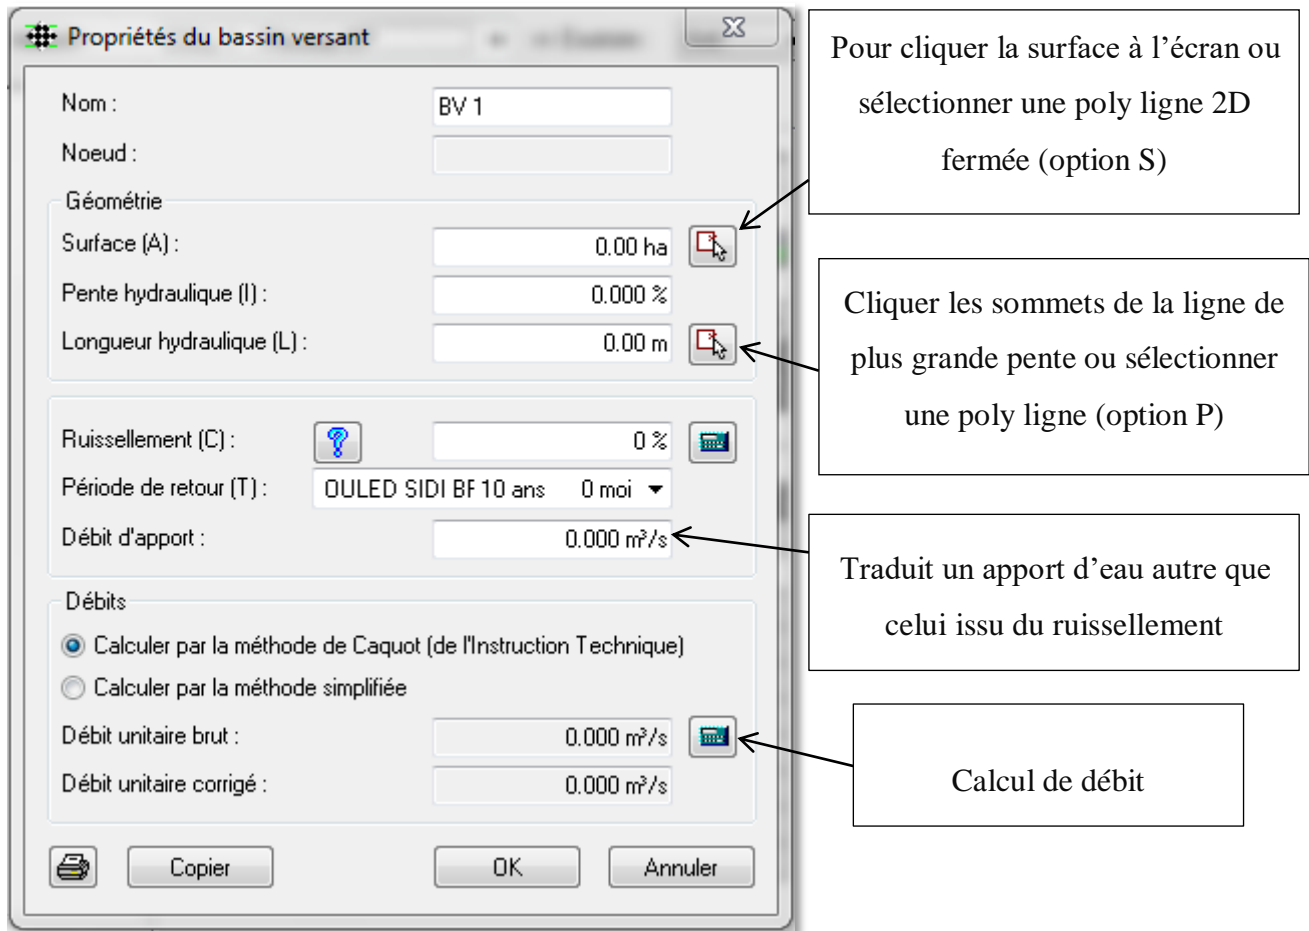 Propriétés du bassin versant
Nom :
BV 1
Noeud :
Géométrie
Surface (A) :
0.00 ha
Pente hydraulique (I) :
0.000 %
Longueur hydraulique (L) :
0.00 m
Ruissellement (C) :
0 %
Période de retour (T) :
OULED SIDI BF 10 ans 0 moi
Débit d'apport :
0.000 m³/s
Débits
Calculer par la méthode de Caquot (de l'Instruction Technique)
Calculer par la méthode simplifiée
Débit unitaire brut :
0.000 m³/s
Débit unitaire corrigé :
0.000 m³/s
Copier
OK
Annuler
Pour cliquer la surface à l’écran ou
sélectionner une poly ligne 2D
fermée (option S)
Cliquer les sommets de la ligne de
plus grande pente ou sélectionner
une poly ligne (option P)
Traduit un apport d’eau autre que
celui issu du ruissellement
Calcul de débit